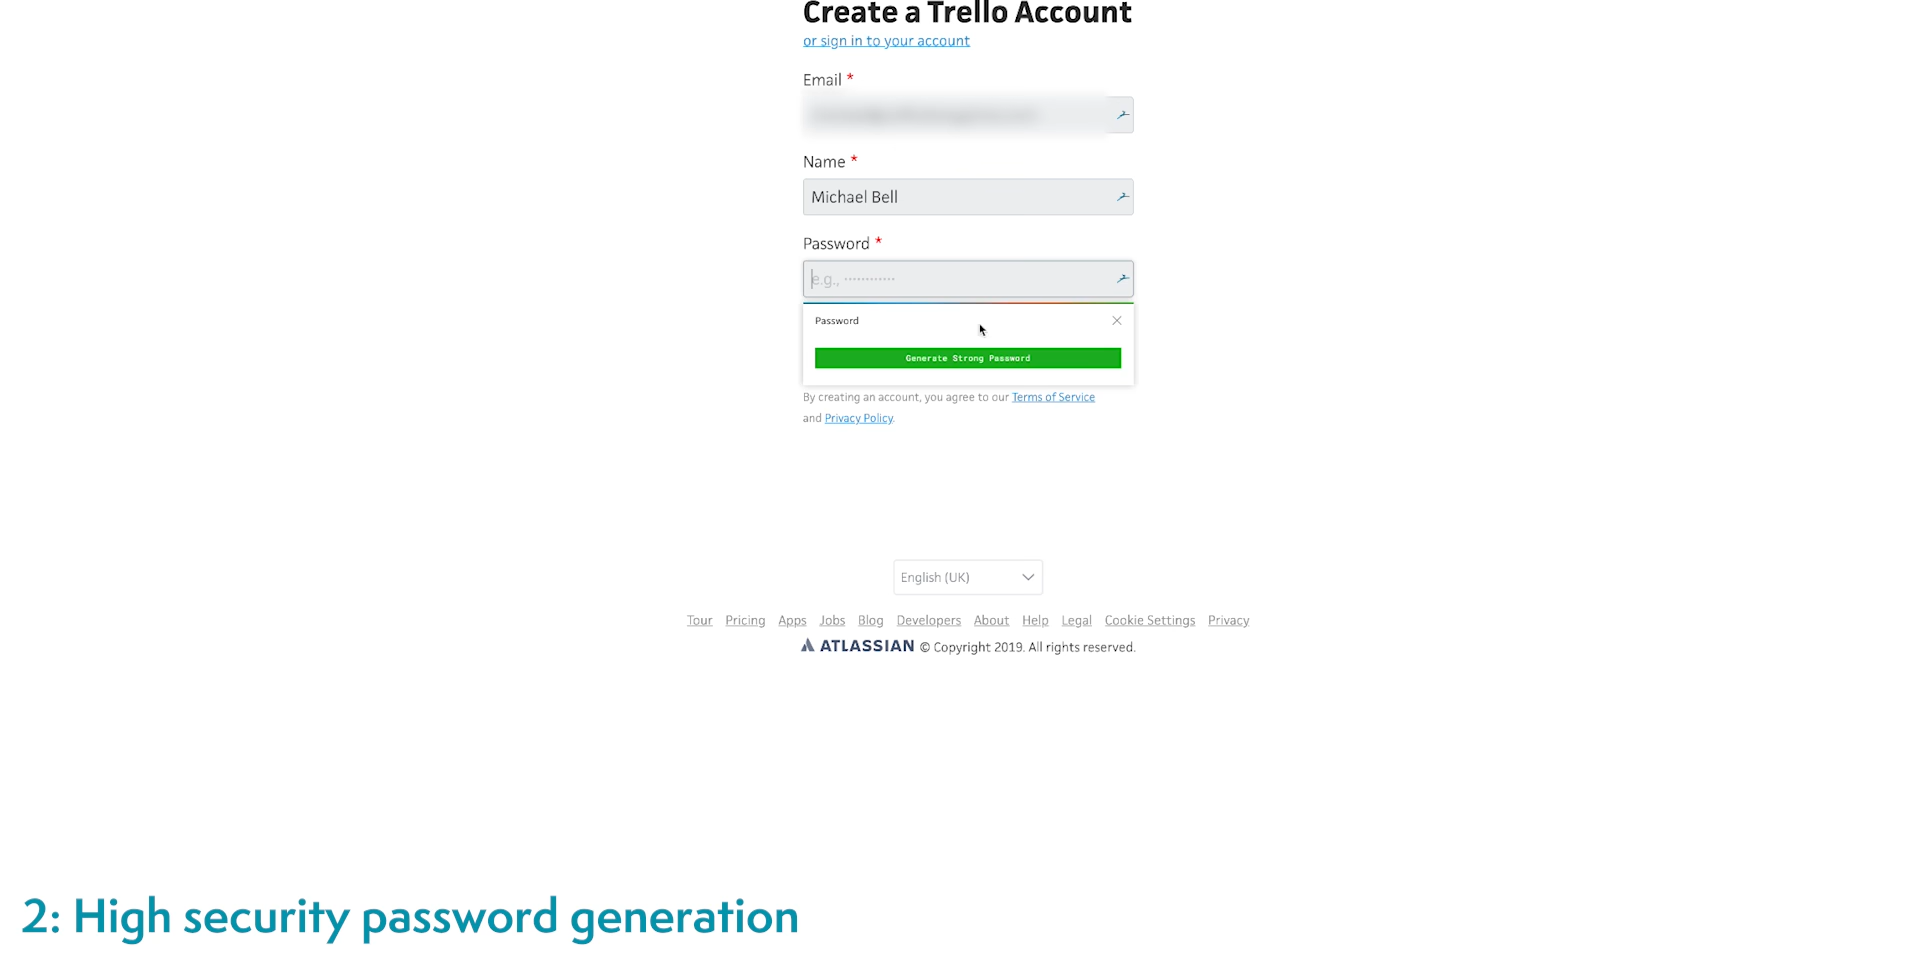 Create a Trello Account
or sign in to your account
Email *
Name *
Michael Bell
Password *
e.g., ············
Password
Generate Strong Password
By creating an account, you agree to our Terms of Service
and Privacy Policy.
English (UK)
Tour Pricing Apps Jobs Blog Developers About Help Legal Cookie Settings Privacy
ATLASSIAN © Copyright 2019. All rights reserved.
2: High security password generation